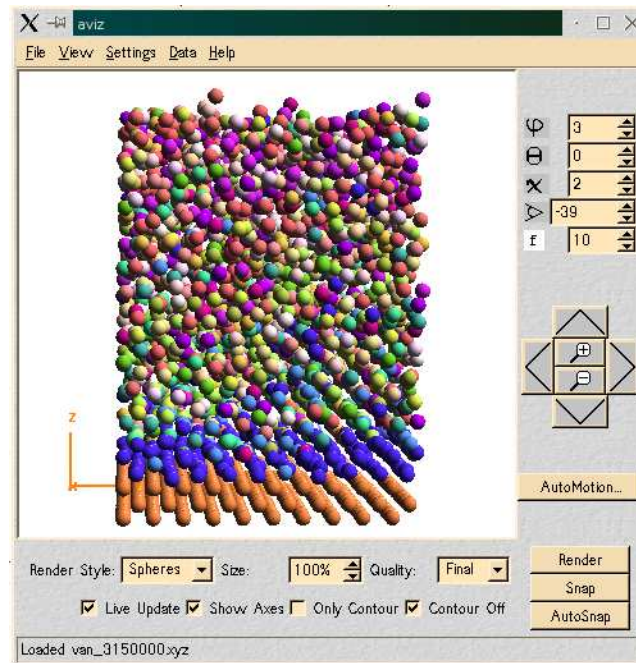 aviz
File View Settings Data Help
φ 3
θ 0
x 2
-39
f 10
z
x
AutoMotion...
Render Style: Spheres Size: 100% Quality: Final Render
Snap
Live Update Show Axes Only Contour Contour Off AutoSnap
Loaded van_3150000.xyz